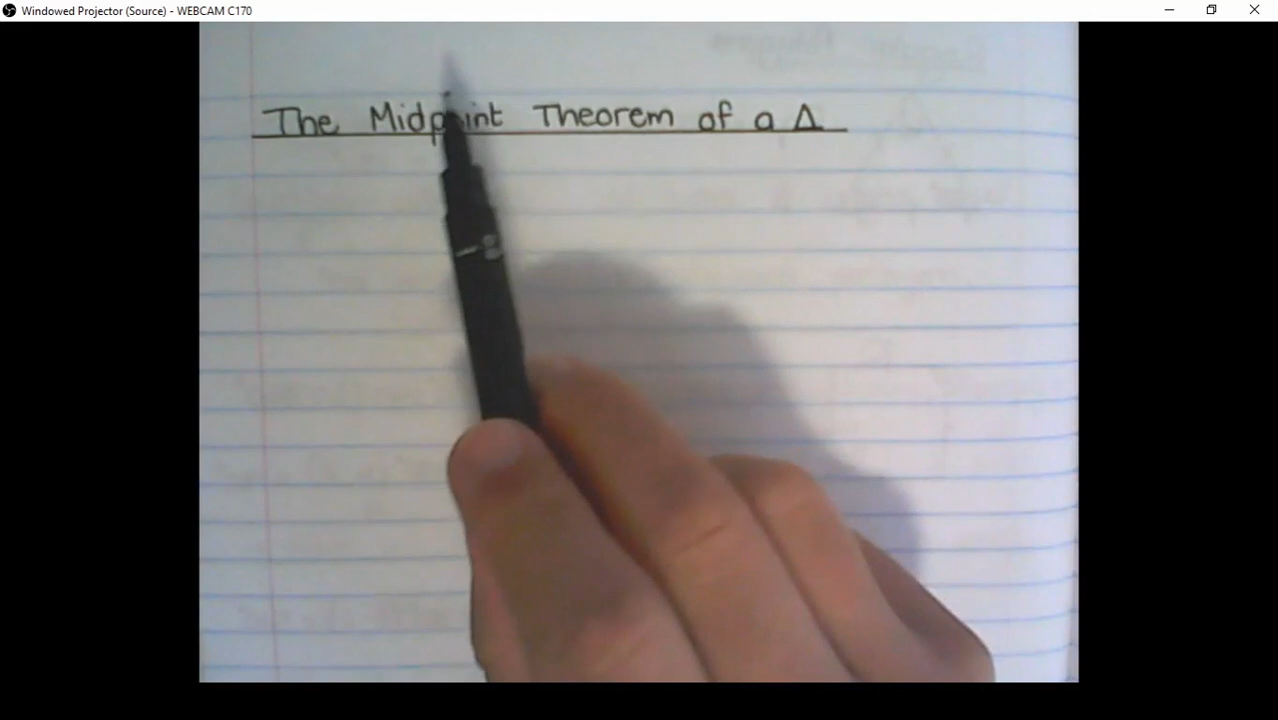 Windowed Projector (Source) - WEBCAM C170
The Midpoint Theorem of a Δ